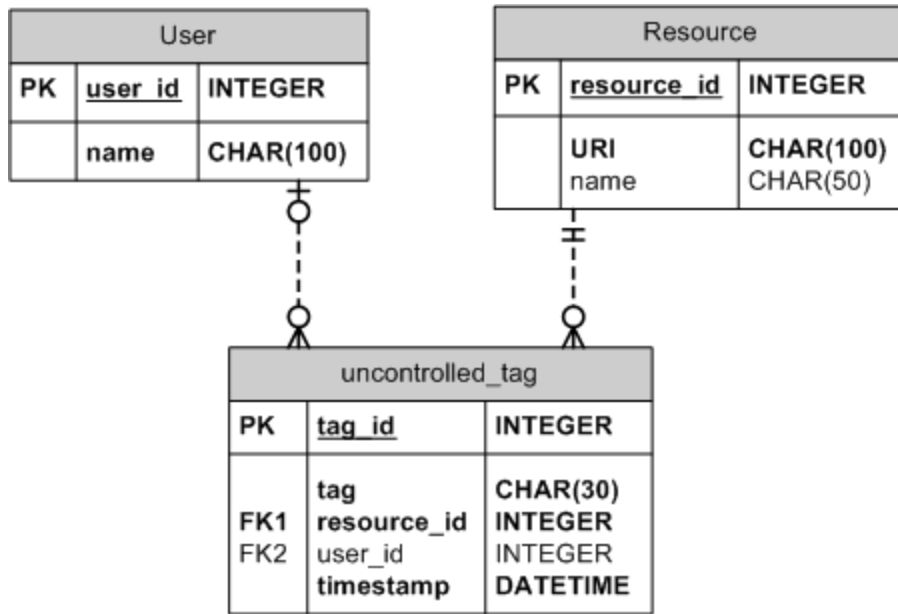 User
PK user_id INTEGER
name CHAR(100)
Resource
PK resource_id INTEGER
URI CHAR(100)
name CHAR(50)
uncontrolled_tag
PK tag_id INTEGER
tag CHAR(30)
FK1 resource_id INTEGER
FK2 user_id INTEGER
timestamp DATETIME